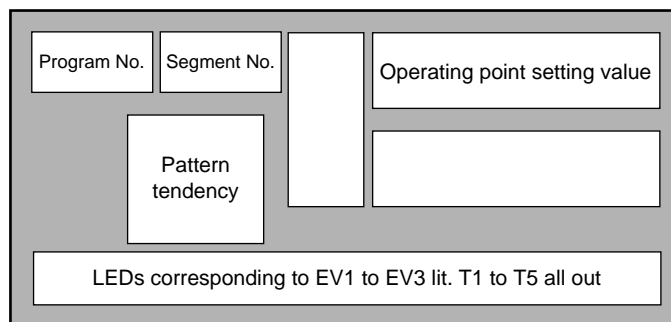 Program No.
Segment No.
Operating point setting value
Pattern
tendency
LEDs corresponding to EV1 to EV3 lit. T1 to T5 all out